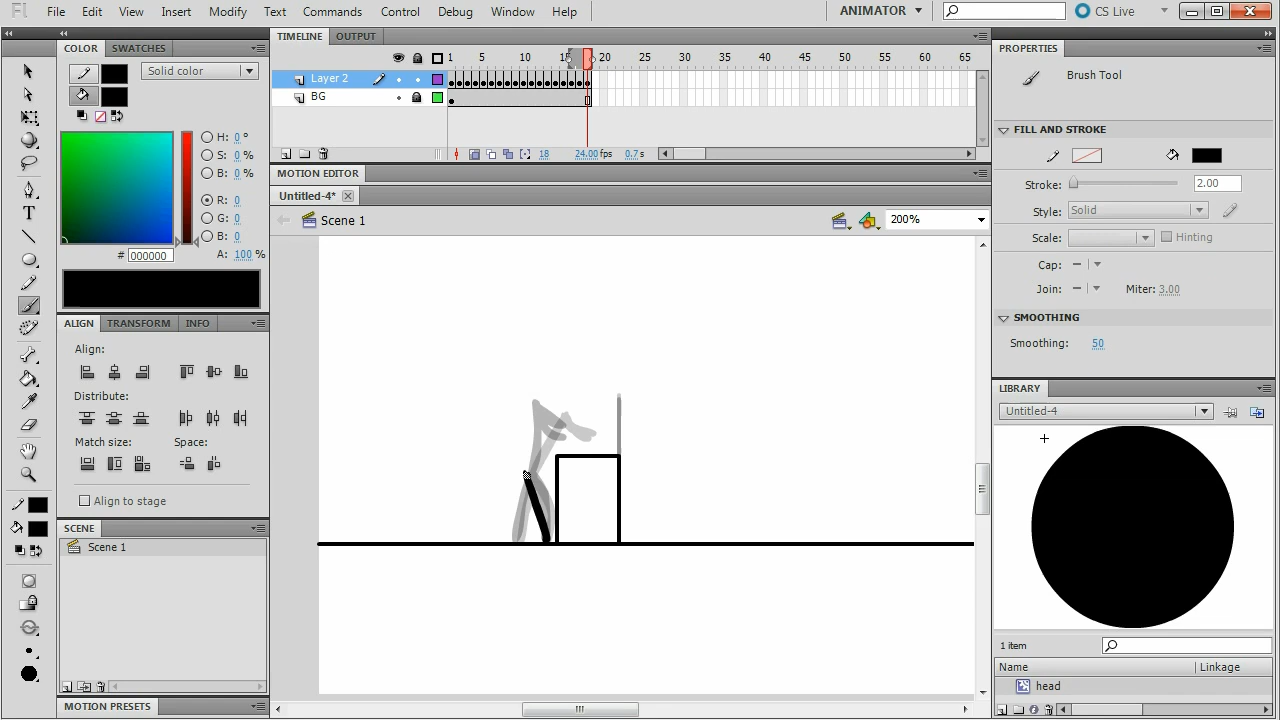 Fl File Edit View Insert Modify Text Commands Control Debug Window Help ANIMATOR CS Live
COLOR SWATCHES
Solid color
H: 0 °
S: 0 %
B: 0 %
R: 0
G: 0
B: 0
# 000000 A: 100 %
ALIGN TRANSFORM INFO
Align:
Distribute:
Match size: Space:
Align to stage
SCENE
Scene 1
MOTION PRESETS
TIMELINE OUTPUT
1 5 10 15 20 25 30 35 40 45 50 55 60 65
Layer 2
BG
18 24.00 fps 0.7 s
MOTION EDITOR
Untitled-4*
Scene 1 200%
PROPERTIES
Brush Tool
FILL AND STROKE
Stroke: 2.00
Style: Solid
Scale: Hinting
Cap:
Join: Miter: 3.00
SMOOTHING
Smoothing: 50
LIBRARY
Untitled-4
1 item
Name Linkage
head